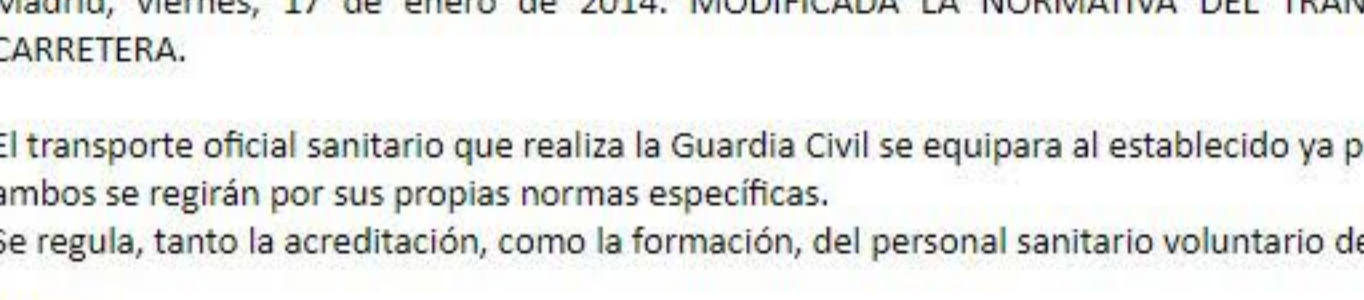 Madrid, viernes, 17 de enero de 2014. MODIFICADA LA NORMATIVA DEL
CARRETERA.
El transporte oficial sanitario que realiza la Guardia Civil se equipara al establecido ya
ambos se regirán por sus propias normas específicas.
Se regula, tanto la acreditación, como la formación, del personal sanitario voluntario de